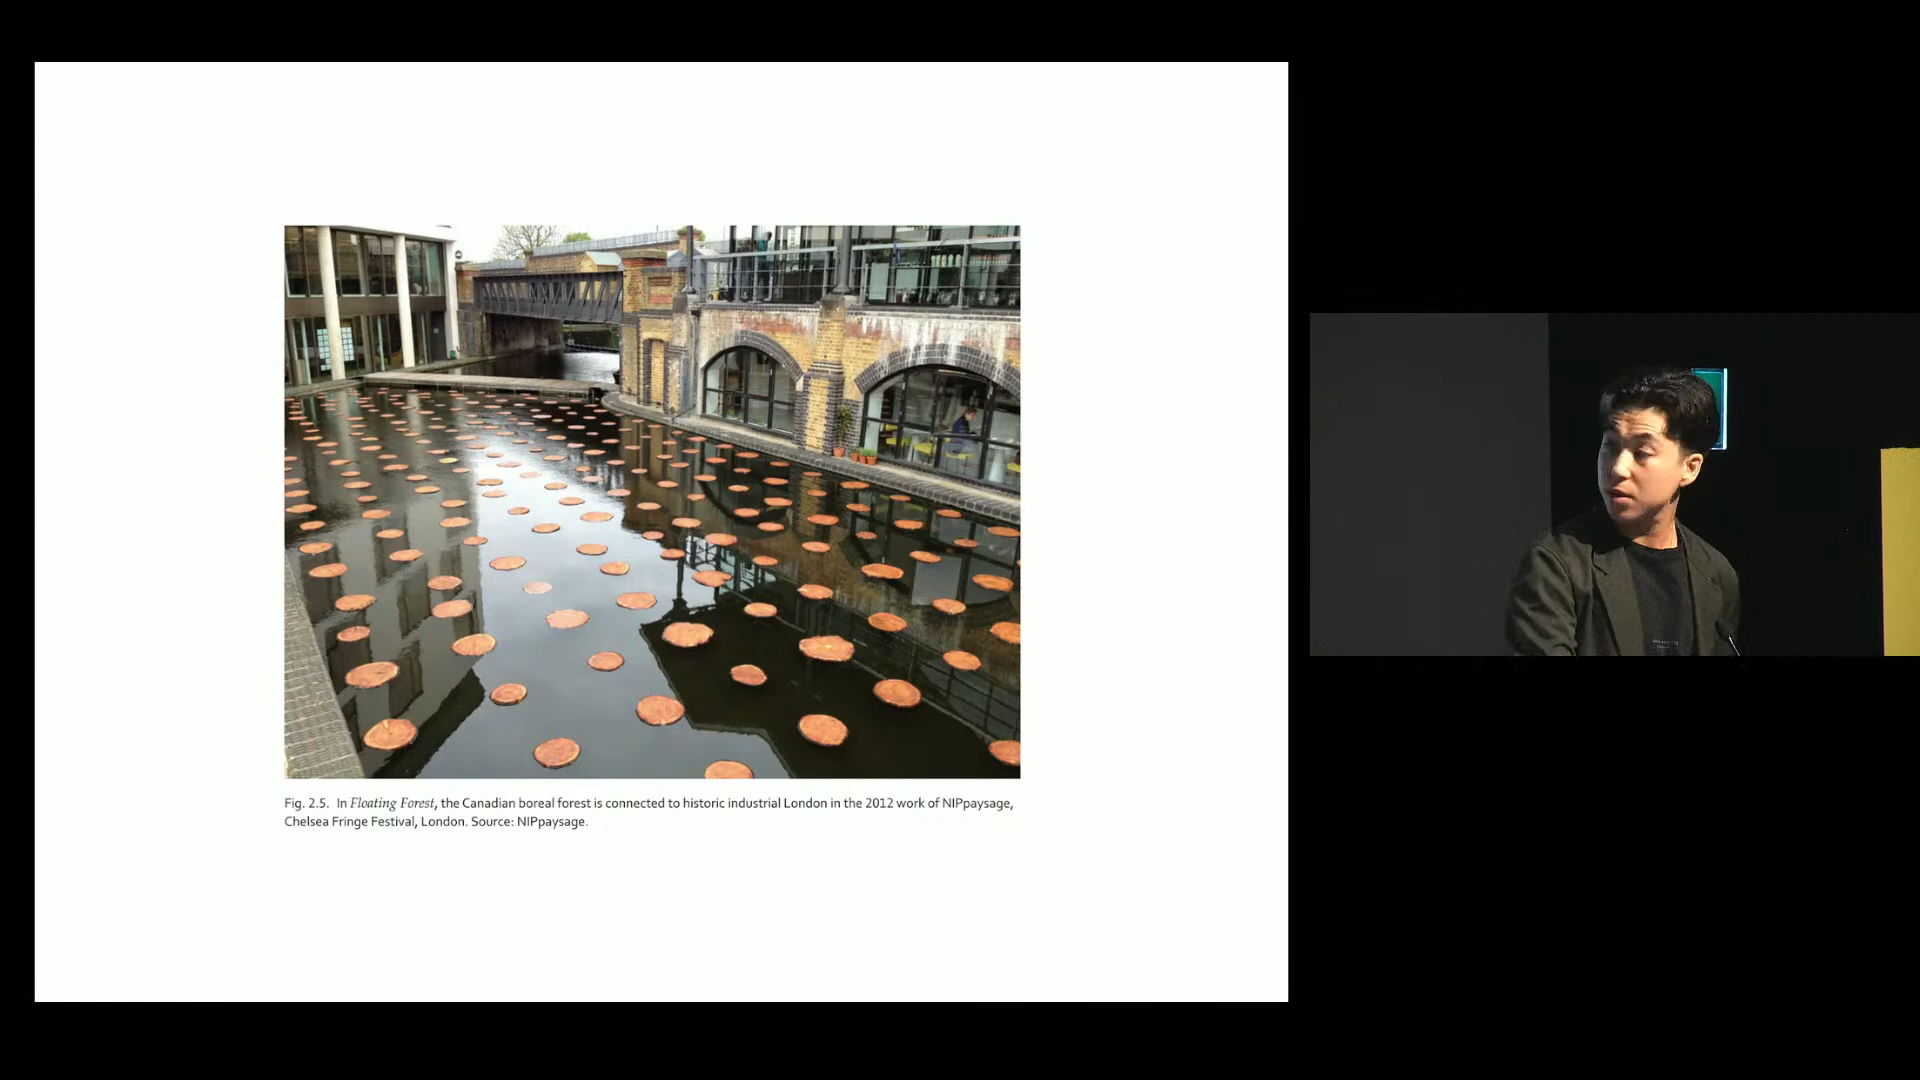 Fig. 2.5. In Floating Forest, the Canadian boreal forest is connected to historic industrial London in the 2012 work of NIPpaysage,
Chelsea Fringe Festival, London. Source: NIPpaysage.